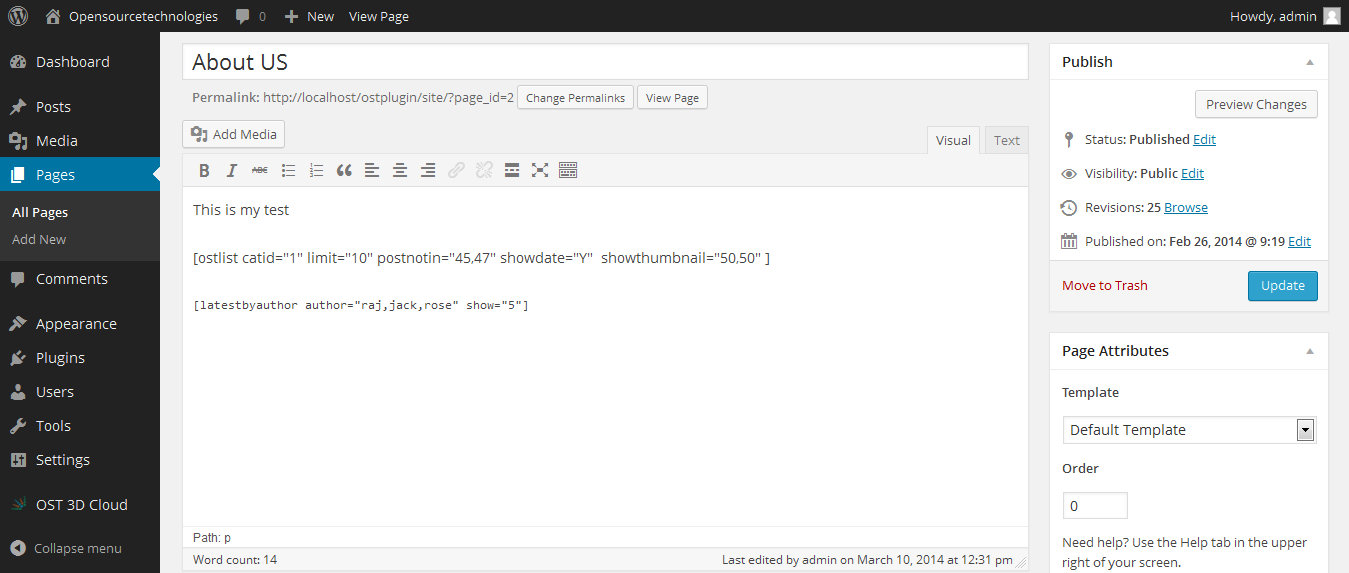 Opensourcetechnologies 0 New View Page Howdy, admin
Dashboard
Posts
Media
Pages
All Pages
Add New
Comments
Appearance
Plugins
Users
Tools
Settings
OST 3D Cloud
Collapse menu
About US
Permalink: http://localhost/ostplugin/site/?page_id=2 Change Permalinks View Page
Add Media Visual Text
B I ABC
This is my test
[ostlist catid="1" limit="10" postnotin="45,47" showdate="Y"  showthumbnail="50,50" ]
[latestbyauthor author="raj,jack,rose" show="5"]
Path: p
Word count: 14 Last edited by admin on March 10, 2014 at 12:31 pm
Publish
Preview Changes
Status: Published Edit
Visibility: Public Edit
Revisions: 25 Browse
Published on: Feb 26, 2014 @ 9:19 Edit
Move to Trash Update
Page Attributes
Template
Default Template
Order
0
Need help? Use the Help tab in the upper
right of your screen.